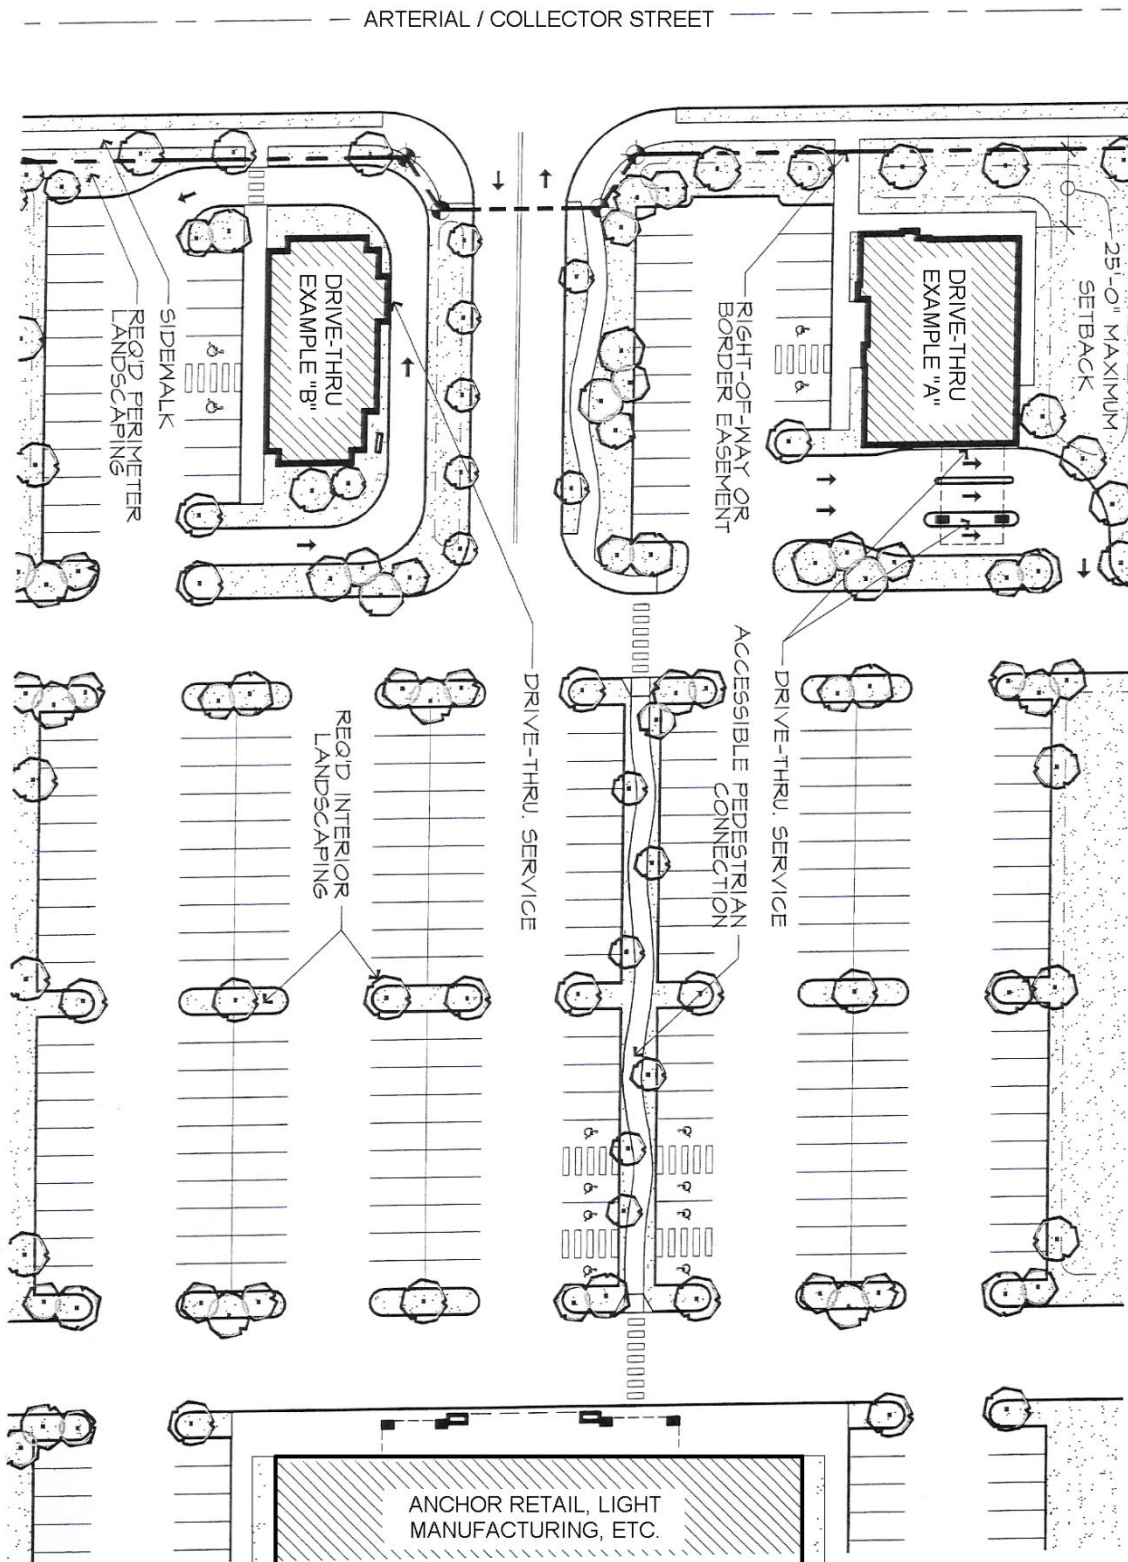 ARTERIAL / COLLECTOR STREET
25'-0" MAXIMUM
SETBACK
DRIVE-THRU
EXAMPLE "A"
RIGHT-OF-WAY OR
BORDER EASEMENT
DRIVE-THRU
EXAMPLE "B"
SIDEWALK
REQ'D PERIMETER
LANDSCAPING
DRIVE-THRU. SERVICE
ACCESSIBLE PEDESTRIAN
CONNECTION
DRIVE-THRU. SERVICE
REQ'D INTERIOR
LANDSCAPING
ANCHOR RETAIL, LIGHT
MANUFACTURING, ETC.